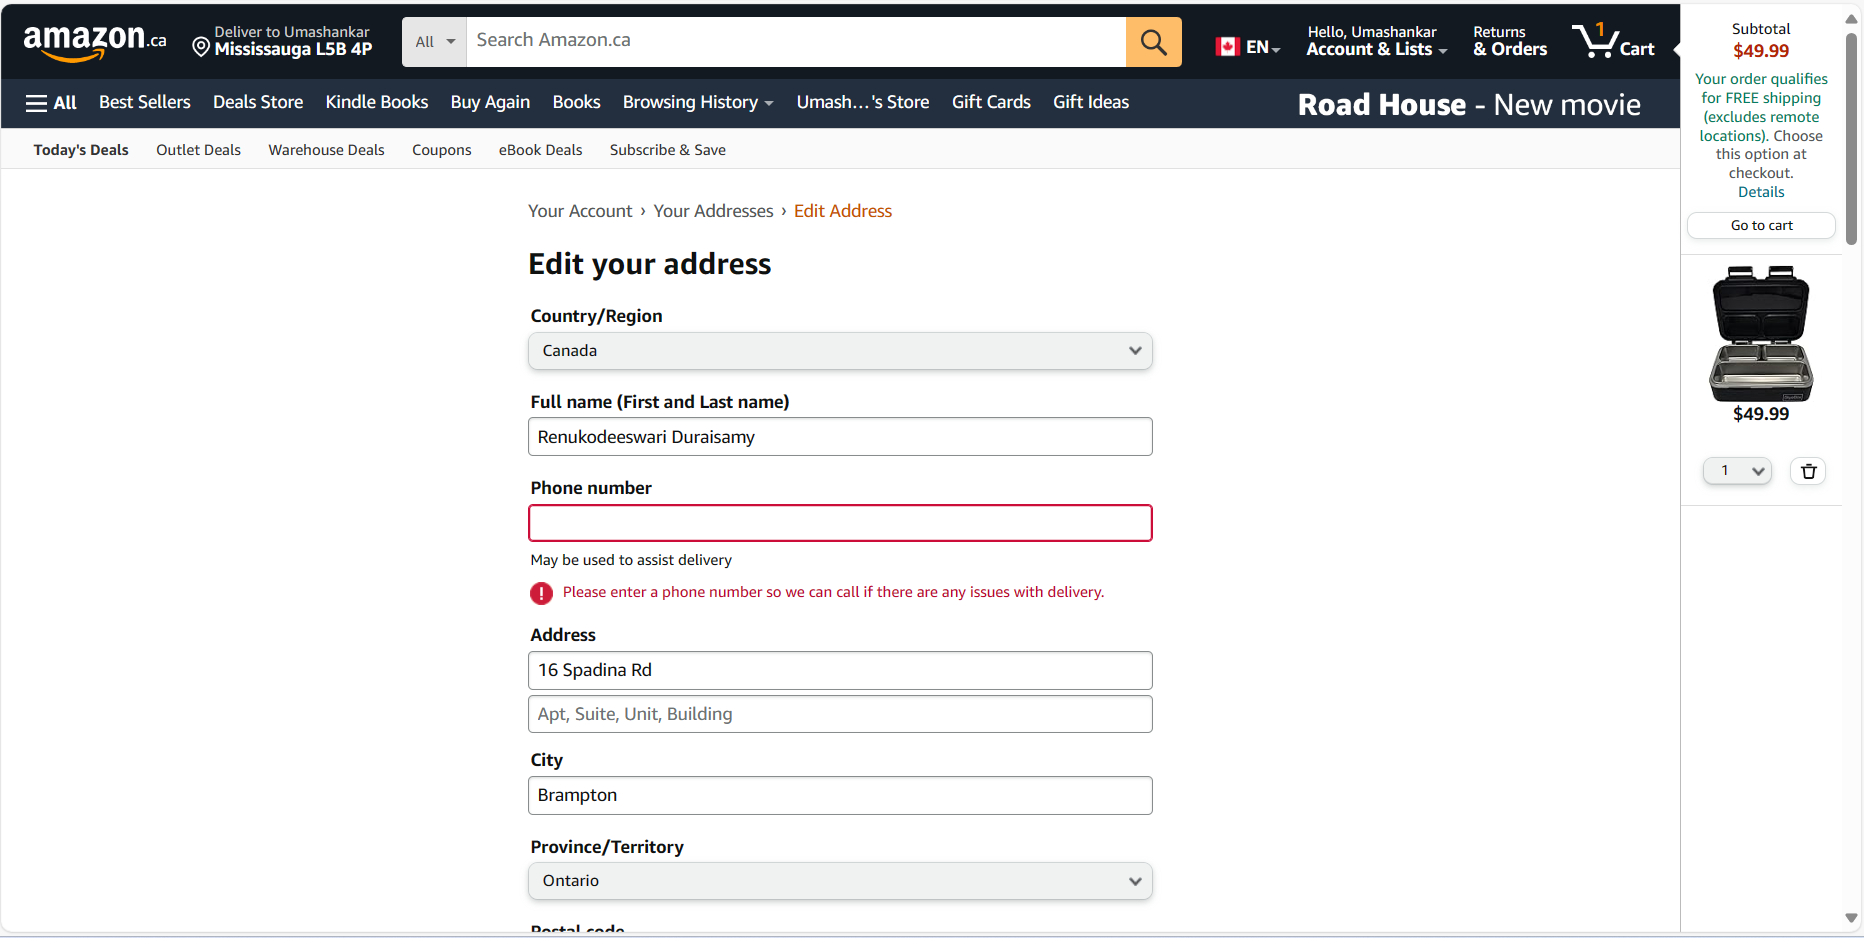 amazon.ca
Deliver to Umashankar
Mississauga L5B 4P
All
Search Amazon.ca
EN
Hello, Umashankar
Account & Lists
Returns
& Orders
1
Cart
All
Best Sellers
Deals Store
Kindle Books
Buy Again
Books
Browsing History
Umash…'s Store
Gift Cards
Gift Ideas
Road House - New movie
Today's Deals
Outlet Deals
Warehouse Deals
Coupons
eBook Deals
Subscribe & Save
Your Account › Your Addresses › Edit Address
Edit your address
Country/Region
Canada
Full name (First and Last name)
Renukodeeswari Duraisamy
Phone number
May be used to assist delivery
! Please enter a phone number so we can call if there are any issues with delivery.
Address
16 Spadina Rd
Apt, Suite, Unit, Building
City
Brampton
Province/Territory
Ontario
Postal code
Subtotal
$49.99
Your order qualifies
for FREE shipping
(excludes remote
locations). Choose
this option at
checkout.
Details
Go to cart
$49.99
1